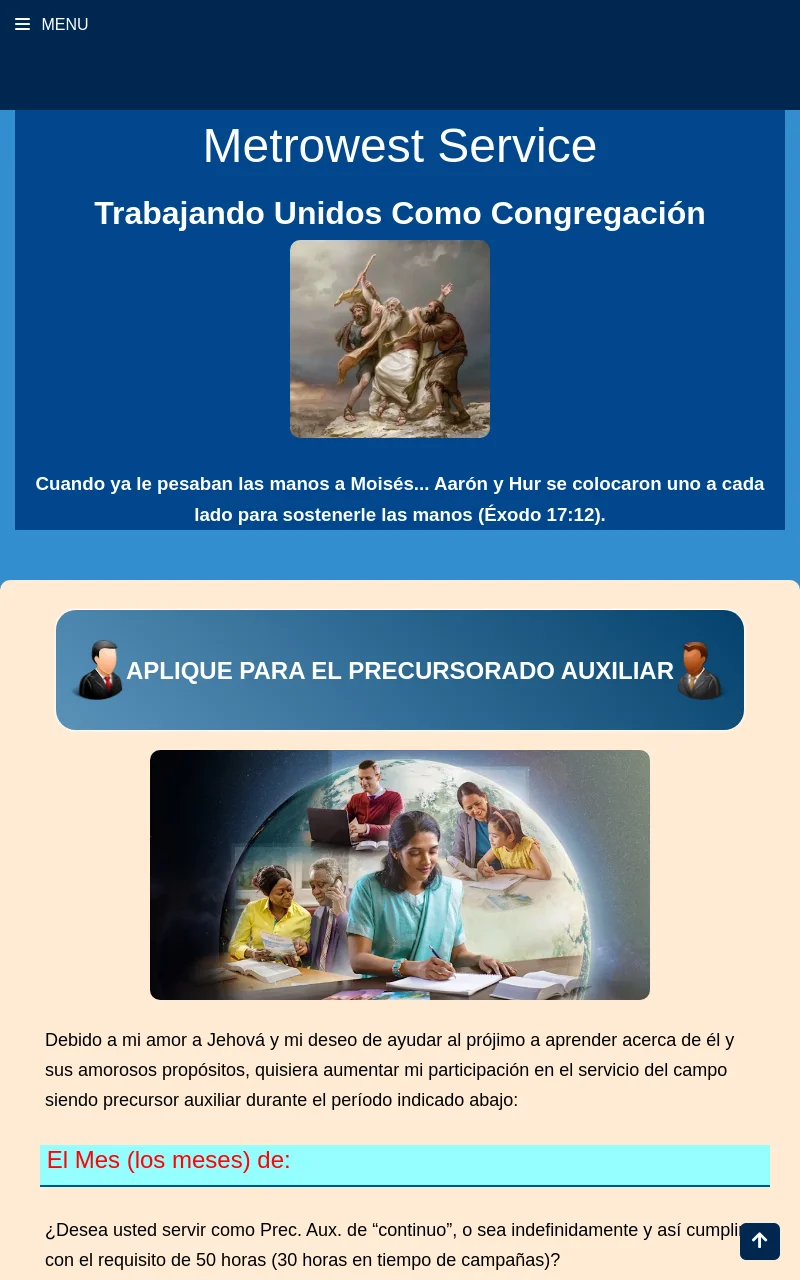 MENU
Metrowest Service
Trabajando Unidos Como Congregación
Cuando ya le pesaban las manos a Moisés... Aarón y Hur se colocaron uno a cada
lado para sostenerle las manos (Éxodo 17:12).
APLIQUE PARA EL PRECURSORADO AUXILIAR
Debido a mi amor a Jehová y mi deseo de ayudar al prójimo a aprender acerca de él y
sus amorosos propósitos, quisiera aumentar mi participación en el servicio del campo
siendo precursor auxiliar durante el período indicado abajo:
El Mes (los meses) de:
¿Desea usted servir como Prec. Aux. de “continuo”, o sea indefinidamente y así cumplir
con el requisito de 50 horas (30 horas en tiempo de campañas)?